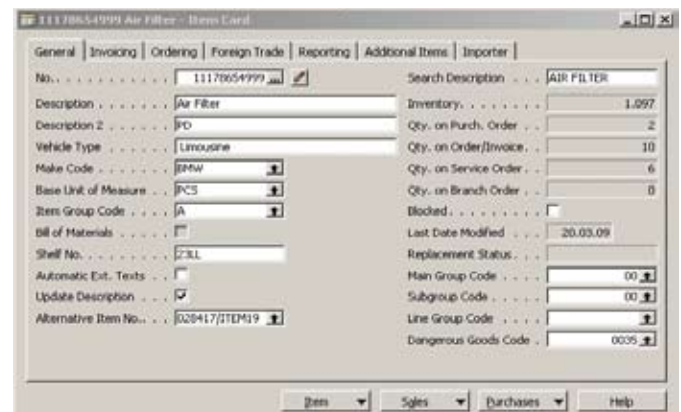 11178654999 Air Filter - Item Card
General Invoicing Ordering Foreign Trade Reporting Additional Items Importer
No. . . . . . . . . . . . 11178654999
Description . . . . . . . Air Filter
Description 2 . . . . . . PD
Vehicle Type . . . . . . Limousine
Make Code . . . . . . . BMW
Base Unit of Measure . . PCS
Item Group Code . . . . A
Bill of Materials . . . . .
Shelf No. . . . . . . . . 23LL
Automatic Ext. Texts . .
Update Description . . .
Alternative Item No. . . 028417/ITEM19
Search Description . . . AIR FILTER
Inventory. . . . . . . . 1.097
Qty. on Purch. Order . . 2
Qty. on Order/Invoice. . 10
Qty. on Service Order . . 6
Qty. on Branch Order . . 0
Blocked. . . . . . . . .
Last Date Modified . . . 20.03.09
Replacement Status. . .
Main Group Code . . . . 00
Subgroup Code . . . . . 00
Line Group Code . . . .
Dangerous Goods Code . 0035
Item Sales Purchases Help